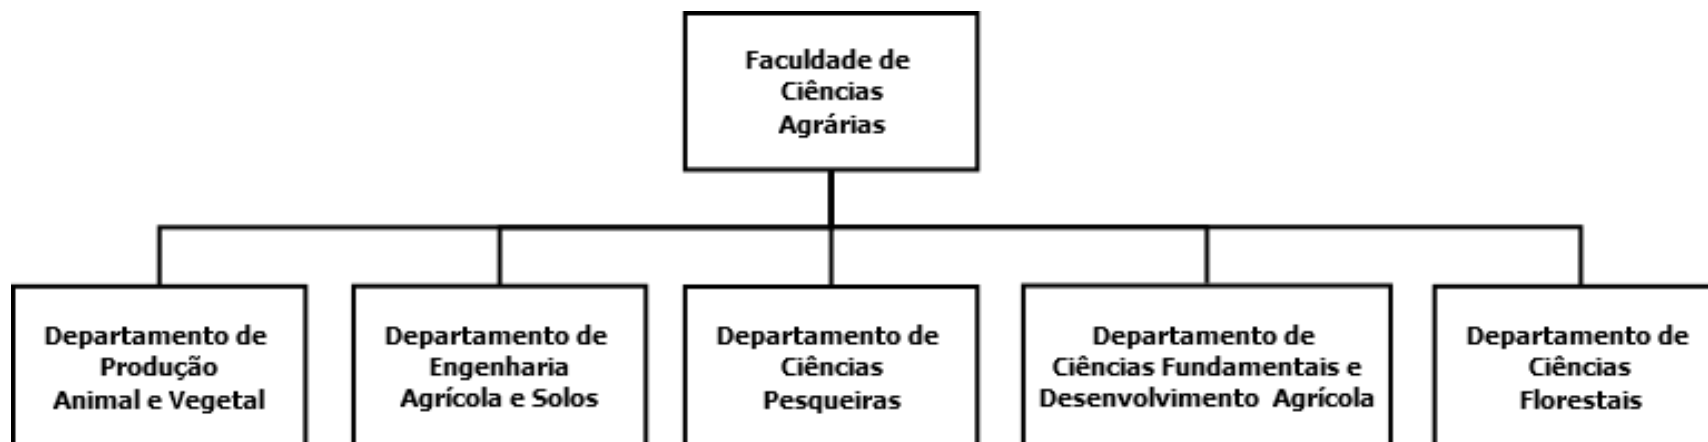 Faculdade de
Ciências
Agrárias
Departamento de
Produção
Animal e Vegetal
Departamento de
Engenharia
Agrícola e Solos
Departamento de
Ciências
Pesqueiras
Departamento de
Ciências Fundamentais e
Desenvolvimento Agrícola
Departamento de
Ciências
Florestais